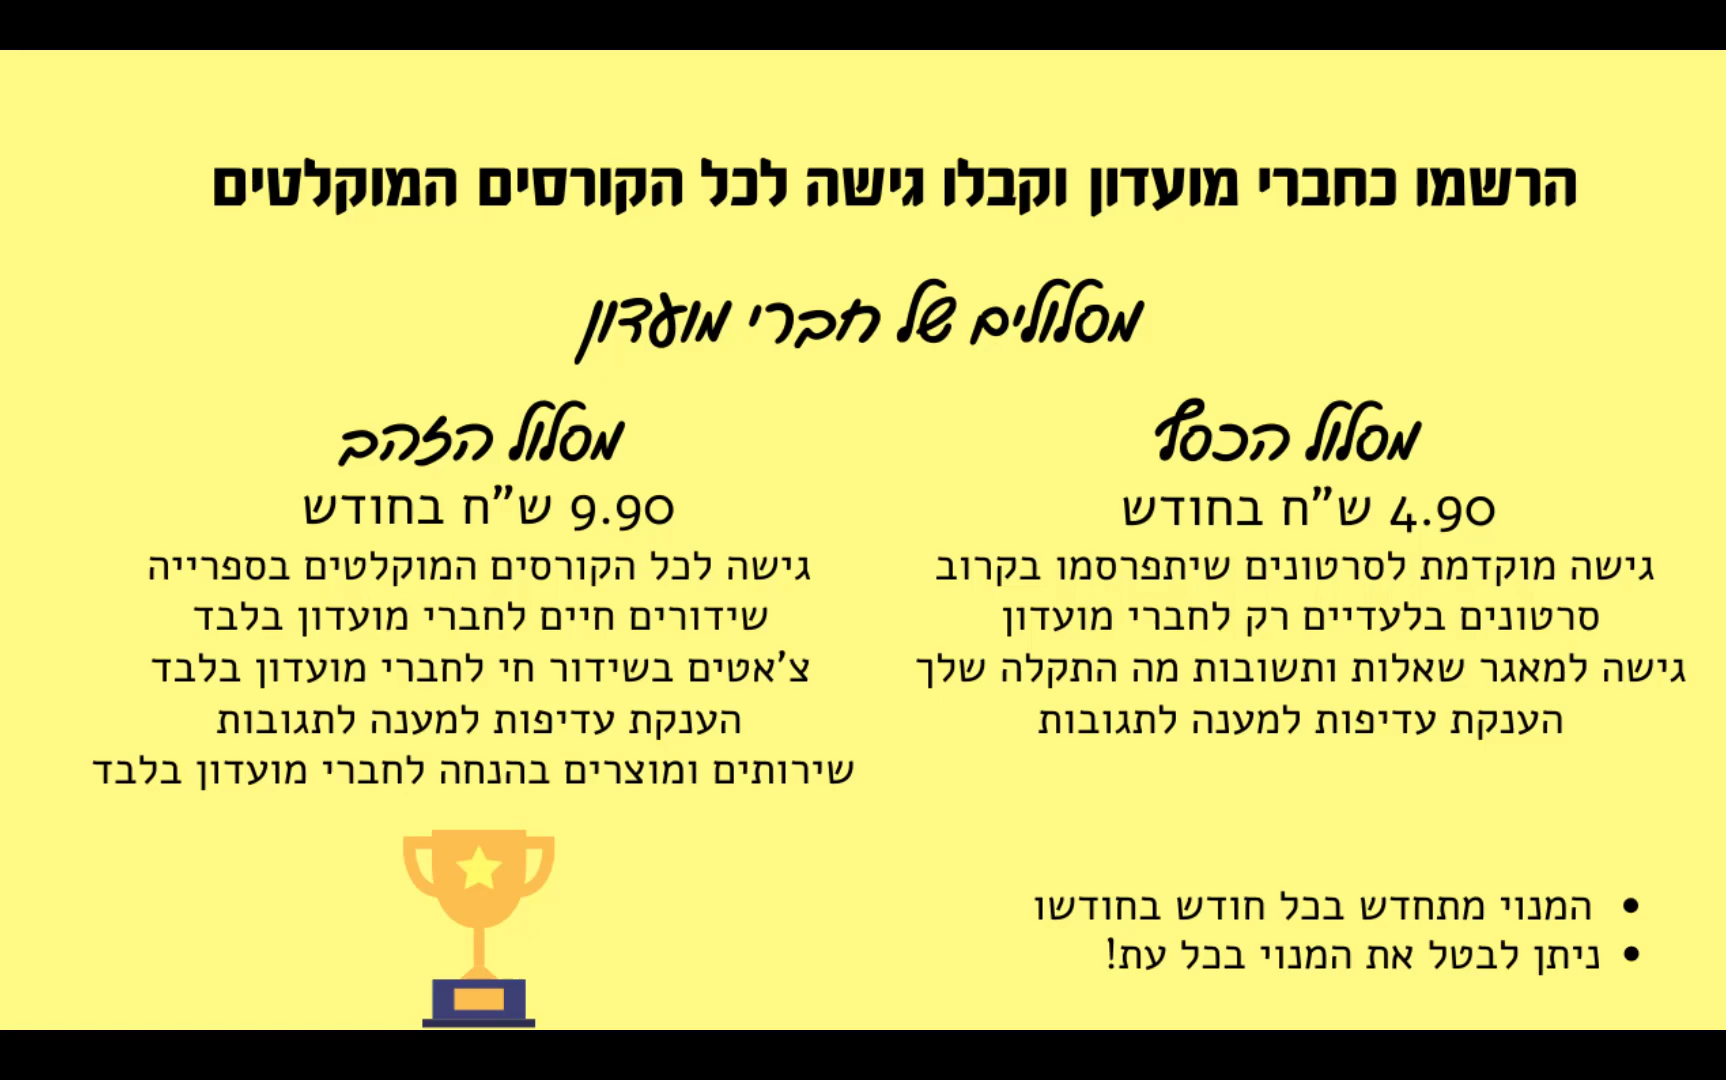 הרשמו כחברי מועדון וקבלו גישה לכל הקורסים המוקלטים
מסלולים של חברי מועדון
מסלול הכסף
4.90 ש"ח בחודש
גישה מוקדמת לסרטונים שיתפרסמו בקרוב
סרטונים בלעדיים רק לחברי מועדון
גישה למאגר שאלות ותשובות מה התקלה שלך
הענקת עדיפות למענה לתגובות
מסלול הזהב
9.90 ש"ח בחודש
גישה לכל הקורסים המוקלטים בספרייה
שידורים חיים לחברי מועדון בלבד
צ'אטים בשידור חי לחברי מועדון בלבד
הענקת עדיפות למענה לתגובות
שירותים ומוצרים בהנחה לחברי מועדון בלבד
• המנוי מתחדש בכל חודש בחודשו
• ניתן לבטל את המנוי בכל עת!